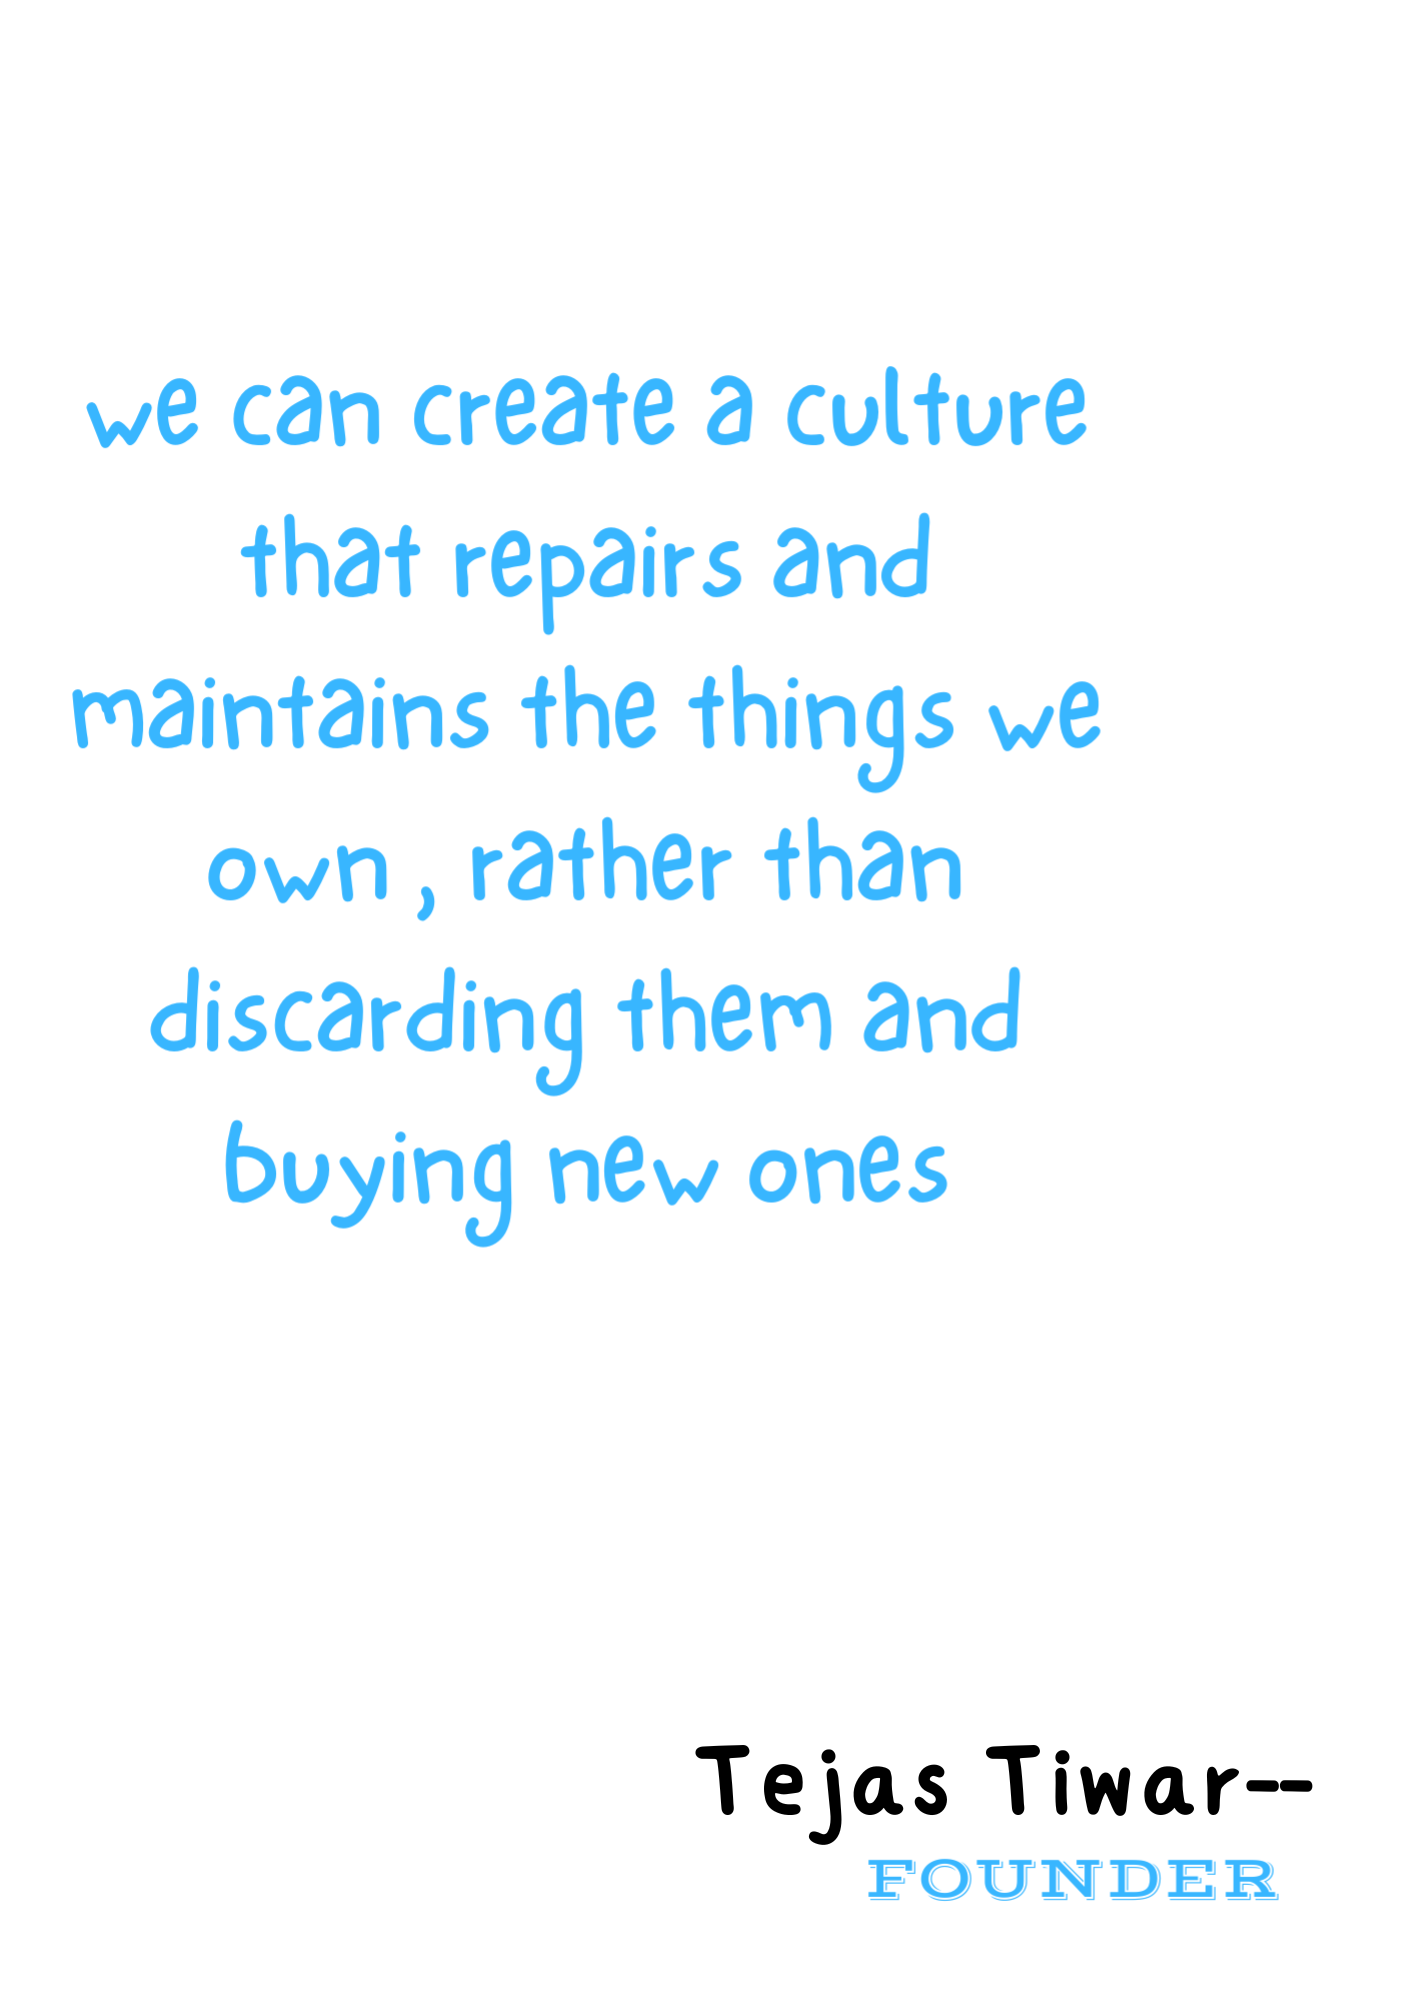 we can create a culture
that repairs and
maintains the things we
own , rather than
discarding them and
buying new ones
Tejas Tiwar--
FOUNDER